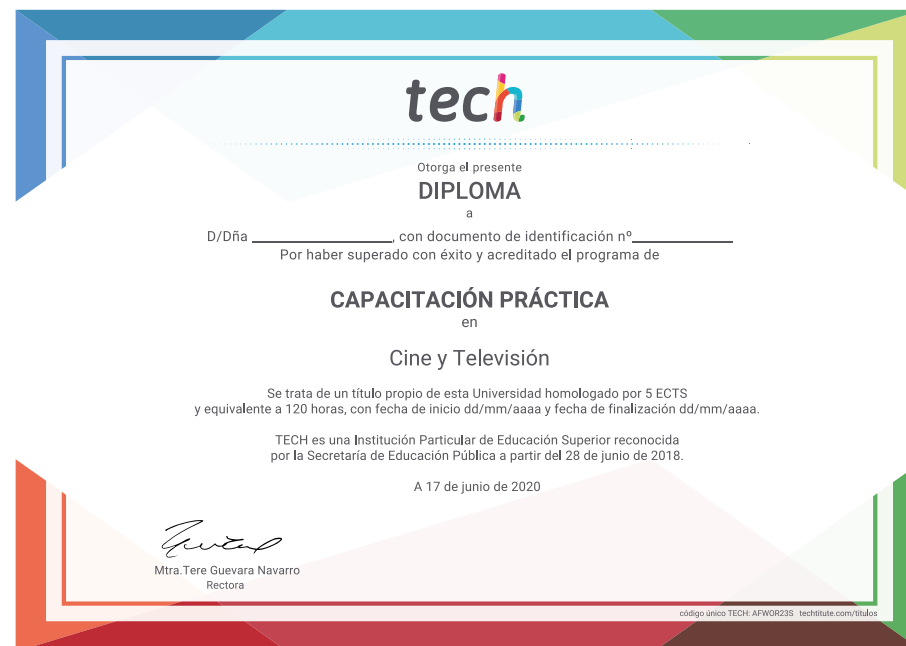 tech
Otorga el presente
DIPLOMA
a
D/Dña ____________________, con documento de identificación nº______________
Por haber superado con éxito y acreditado el programa de
CAPACITACIÓN PRÁCTICA
en
Cine y Televisión
Se trata de un título propio de esta Universidad homologado por 5 ECTS
y equivalente a 120 horas, con fecha de inicio dd/mm/aaaa y fecha de finalización dd/mm/aaaa.
TECH es una Institución Particular de Educación Superior reconocida
por la Secretaría de Educación Pública a partir del 28 de junio de 2018.
A 17 de junio de 2020
Mtra.Tere Guevara Navarro
Rectora
código único TECH: AFWOR23S techtitute.com/títulos